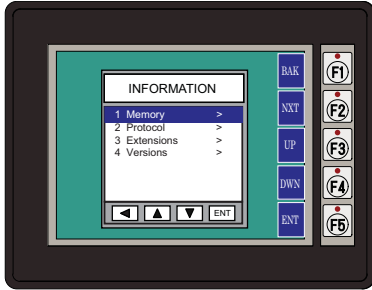 INFORMATION
1 Memory >
2 Protocol >
3 Extensions >
4 Versions >
ENT
BAK
NXT
UP
DWN
ENT
F1
F2
F3
F4
F5